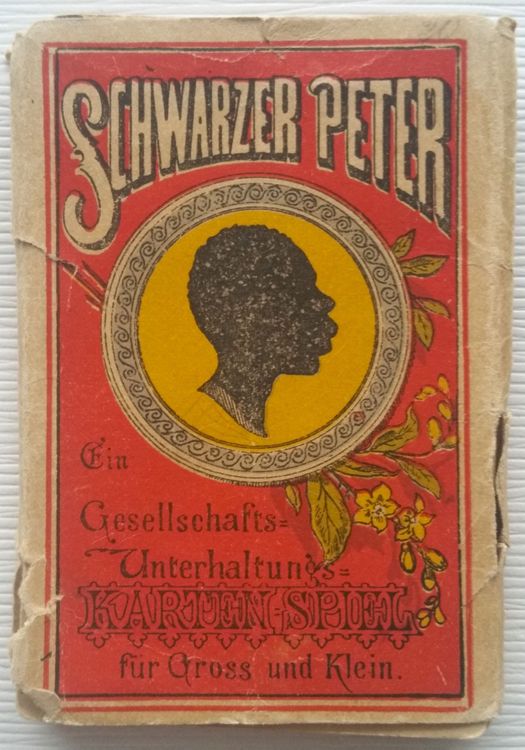 SCHWARZER PETER
Ein
Gesellschafts=
Unterhaltungs=
KARTEN=SPIEL
für Gross und Klein.